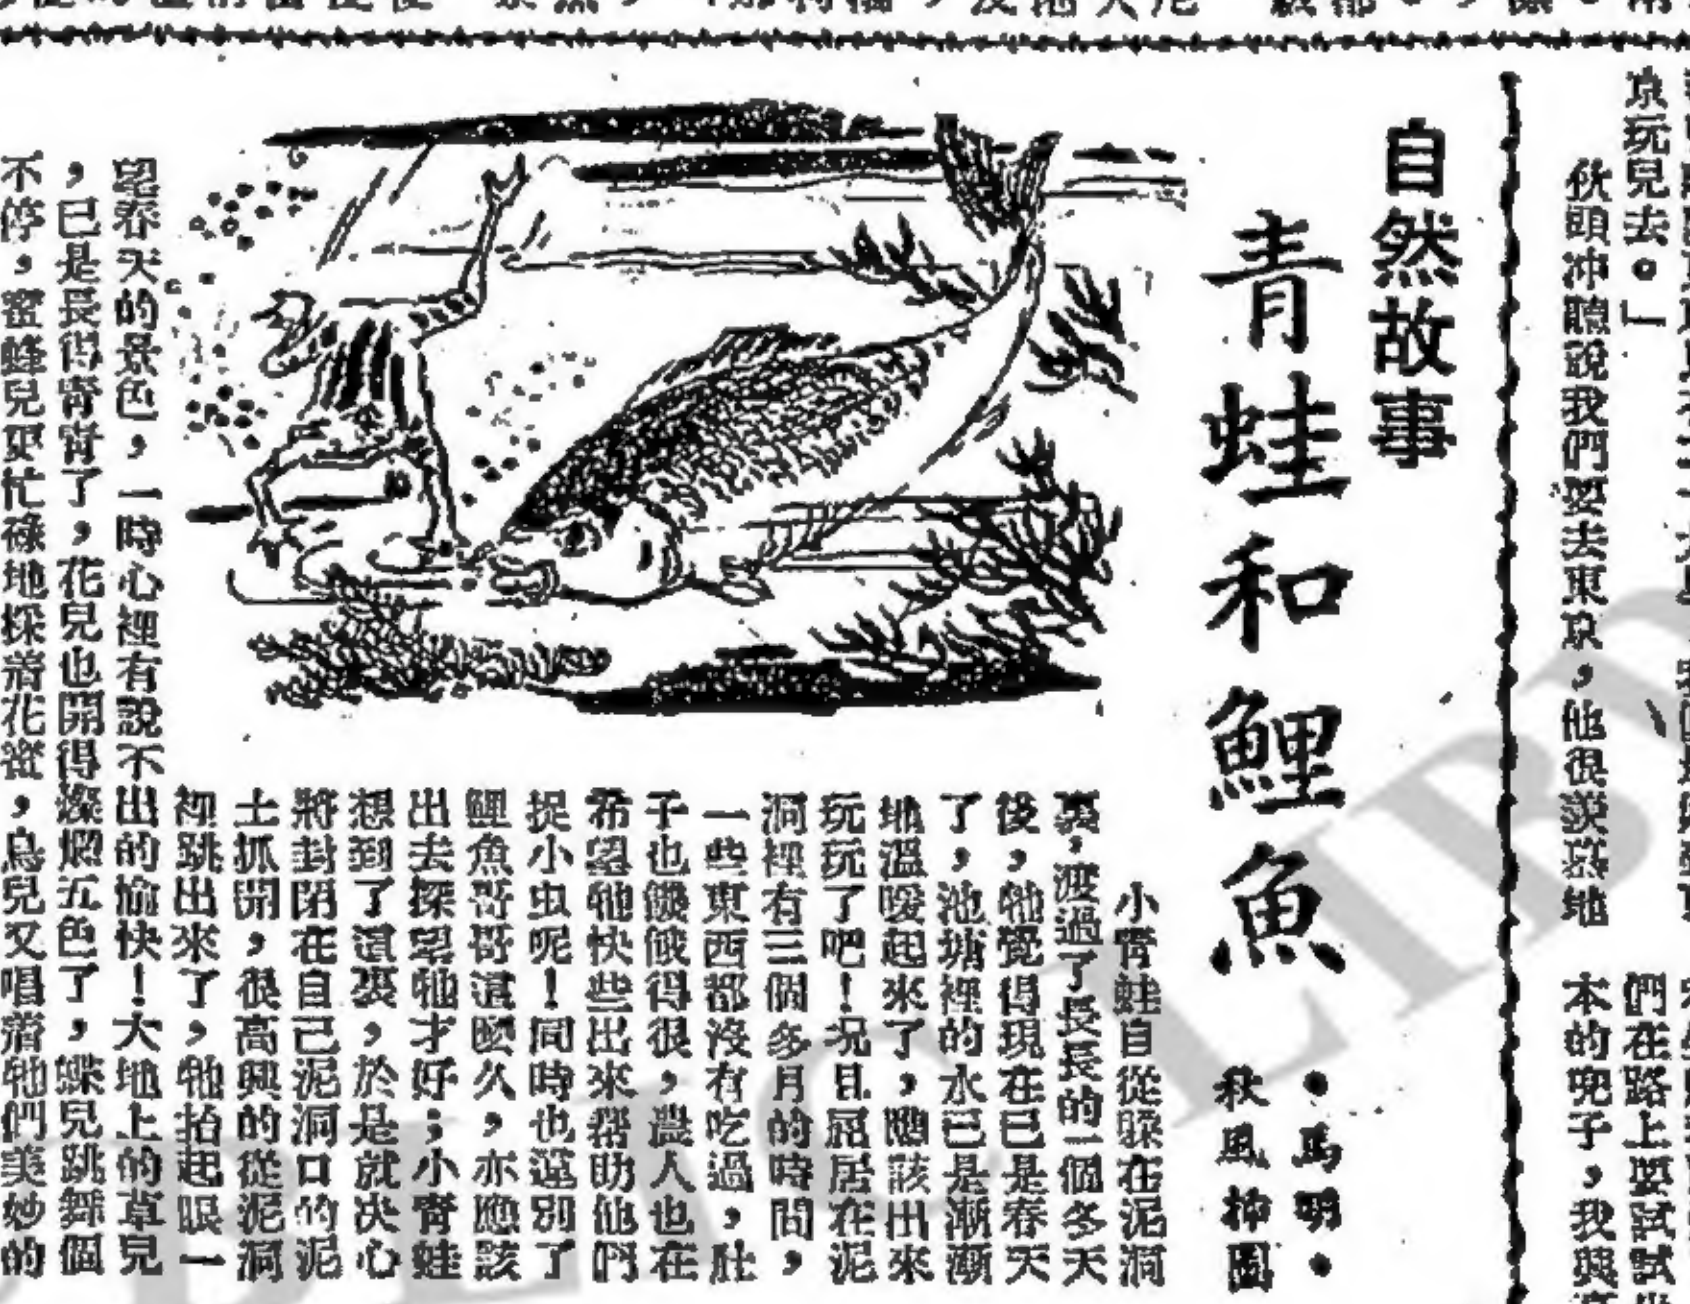 京玩兒去。」
伙頭冲聽說我們要去東京，他很羡慕地
們在路上要試試
本的兜子，我與
自然故事
青蛙和鯉魚
•馬明•
秋風揷圖
小青蛙自從躱在泥洞
裏，渡過了長長的一個冬天
後，牠覺得現在已是春天
了，池塘裡的水已是漸漸
地溫暖起來了，應該出來
玩玩了吧！况且屈居在泥
洞裡有三個多月的時間，
一些東西都沒有吃過，肚
子也餓餓得很，農人也在
希望牠快些出來幫助他們
捉小虫呢！同時也還別了
鯉魚哥哥這麽久，亦應該
出去探望牠才好；小青蛙
想到了這裏，於是就决心
將封閉在自己泥洞口的泥
土抓開，很高興的從泥洞
裡跳出來了，牠抬起眼一
望春天的景色，一時心裡有說不出的愉快！大地上的草兒
，已是長得青青了，花兒也開得燦爛五色了，蝶兒跳舞個
不停，蜜蜂兒更忙碌地採着花蜜，鳥兒又唱着牠們美妙的